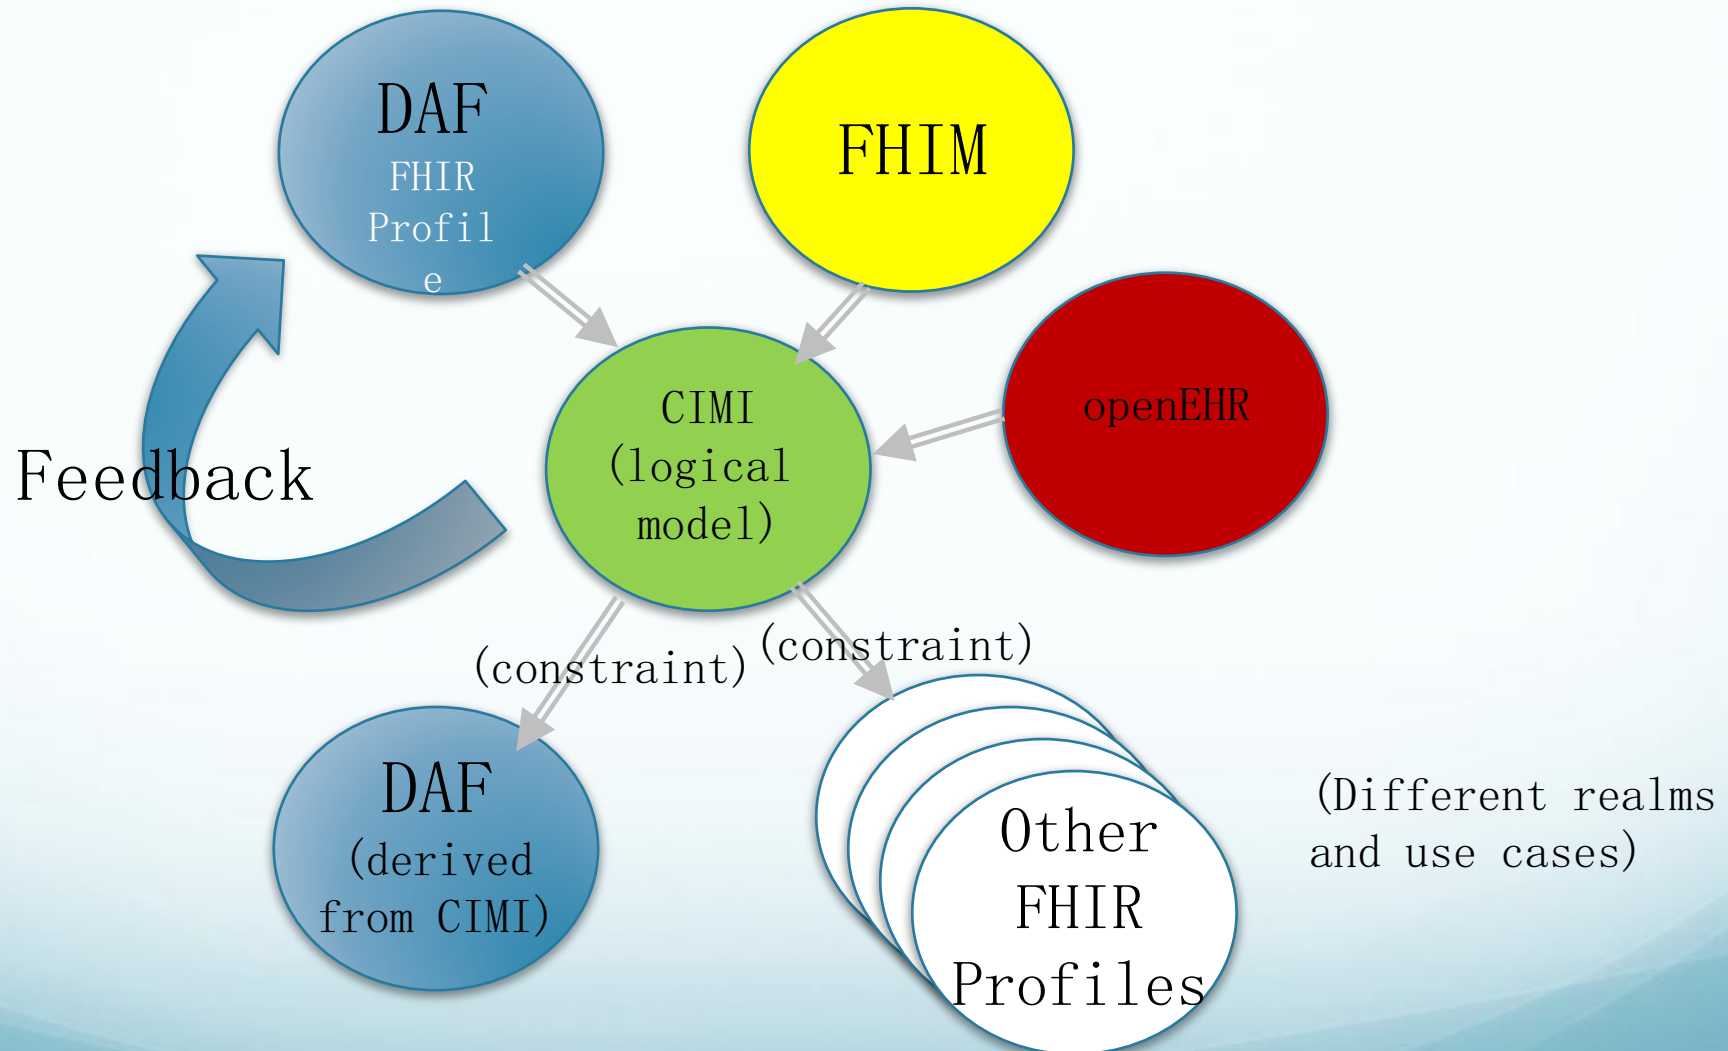 DAF
FHIR
Profil
e
FHIM
CIMI
(logical
model)
openEHR
Feedback
(constraint)
(constraint)
DAF
(derived
from CIMI)
Other
FHIR
Profiles
(Different realms
and use cases)